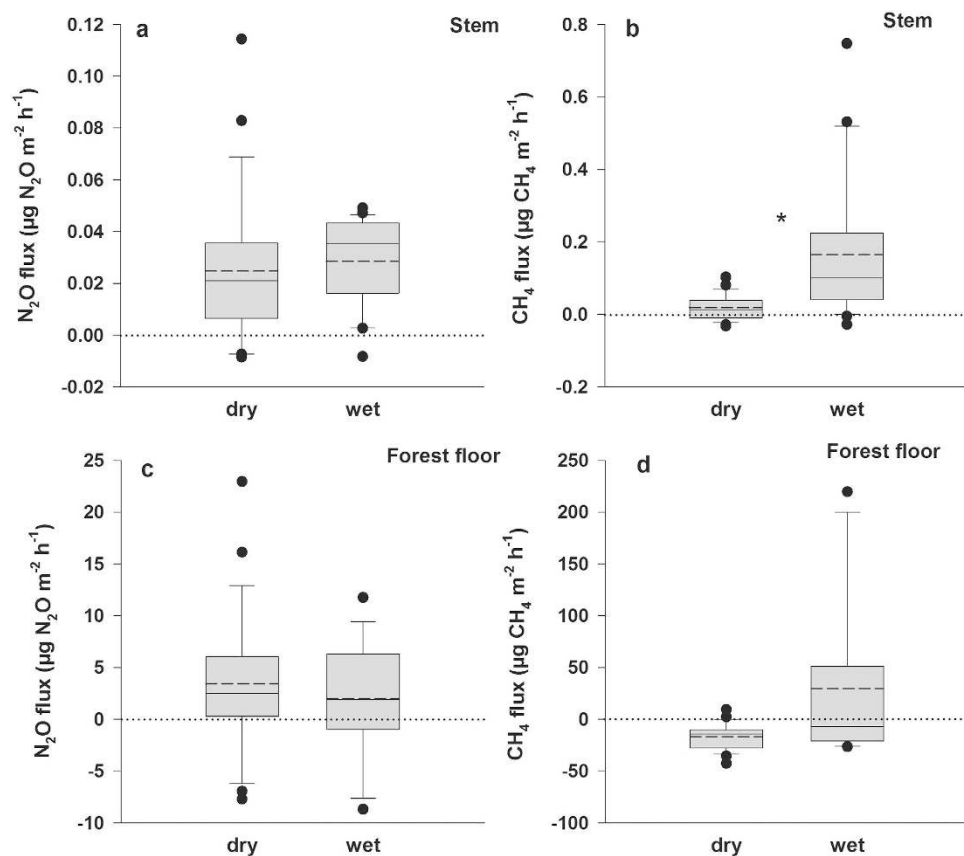 a
Stem
N₂O flux (µg N₂O m⁻² h⁻¹)
0.12
0.10
0.08
0.06
0.04
0.02
0.00
-0.02
dry
wet
b
Stem
CH₄ flux (µg CH₄ m⁻² h⁻¹)
0.8
0.6
0.4
0.2
0.0
-0.2
*
dry
wet
c
Forest floor
N₂O flux (µg N₂O m⁻² h⁻¹)
25
20
15
10
5
0
-5
-10
dry
wet
d
Forest floor
CH₄ flux (µg CH₄ m⁻² h⁻¹)
250
200
150
100
50
0
-50
-100
dry
wet